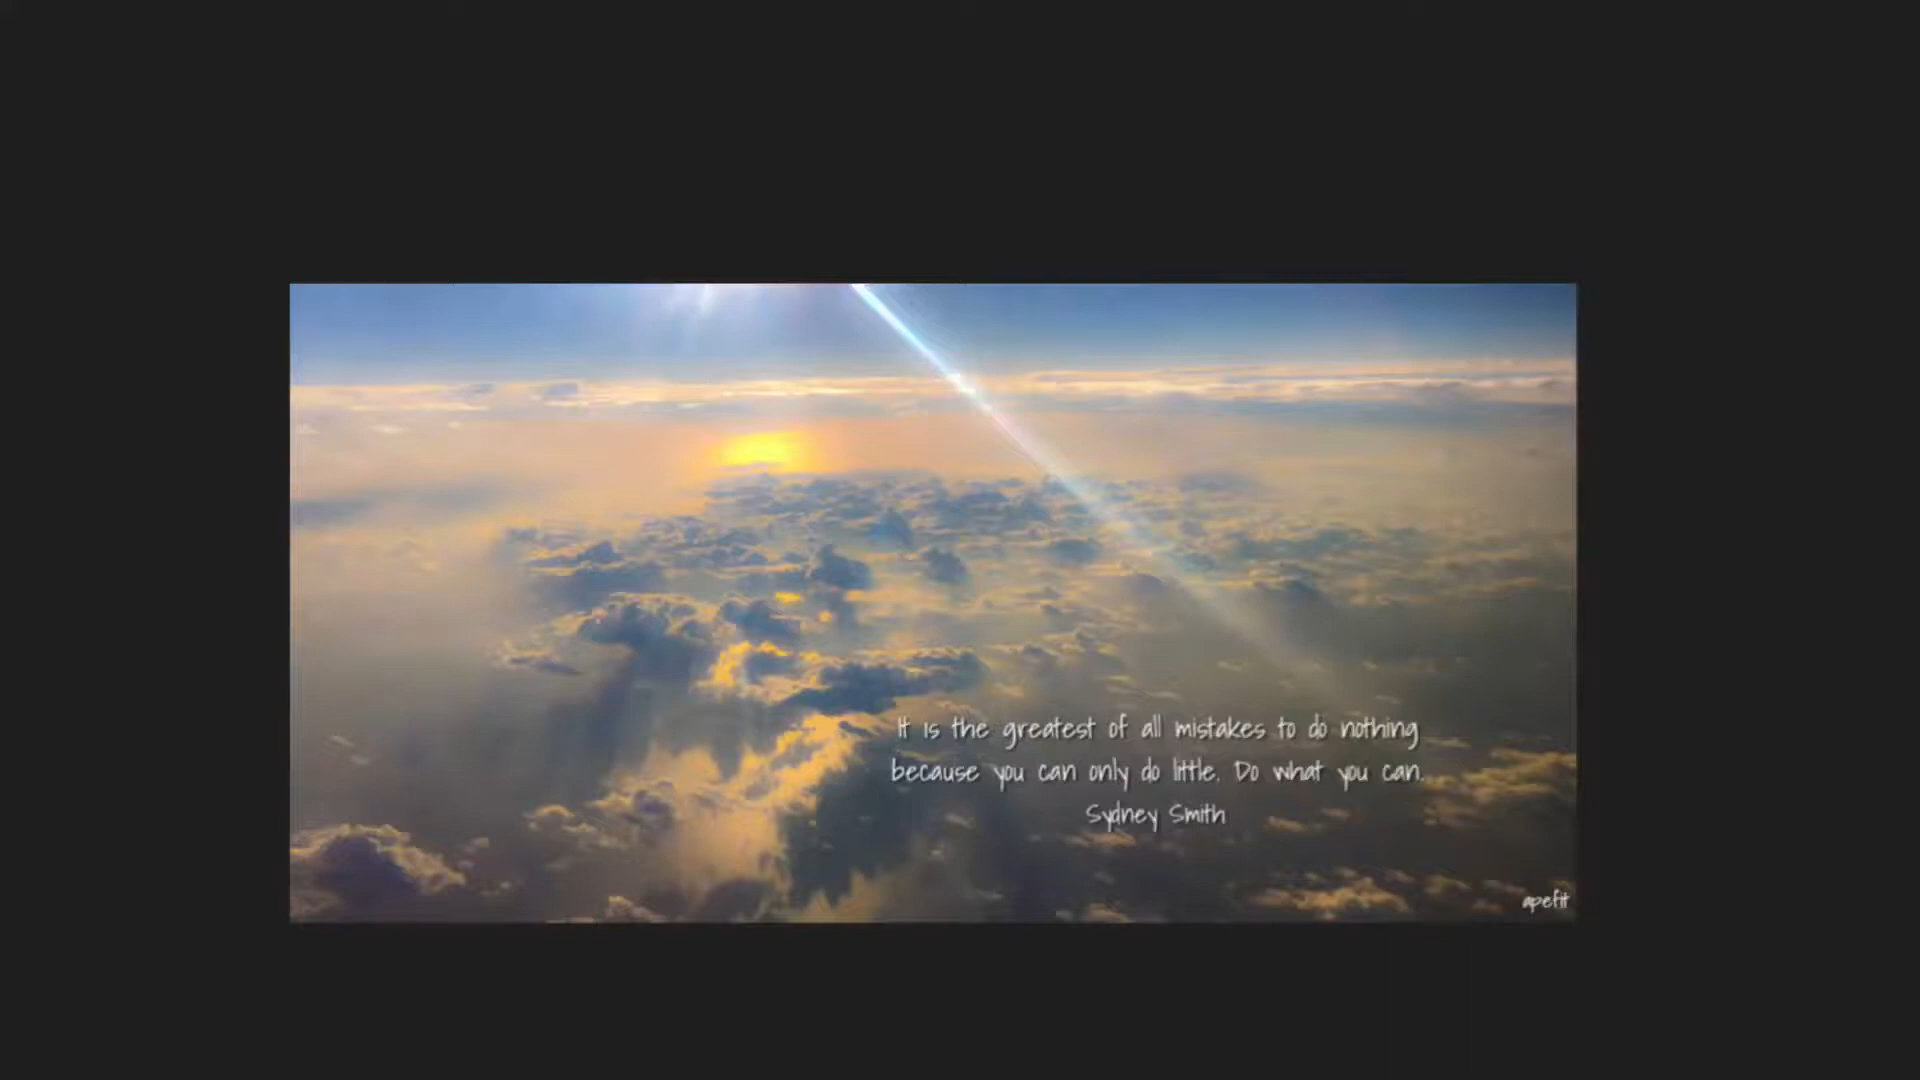 It is the greatest of all mistakes to do nothing
because you can only do little. Do what you can.
Sydney Smith
apefit